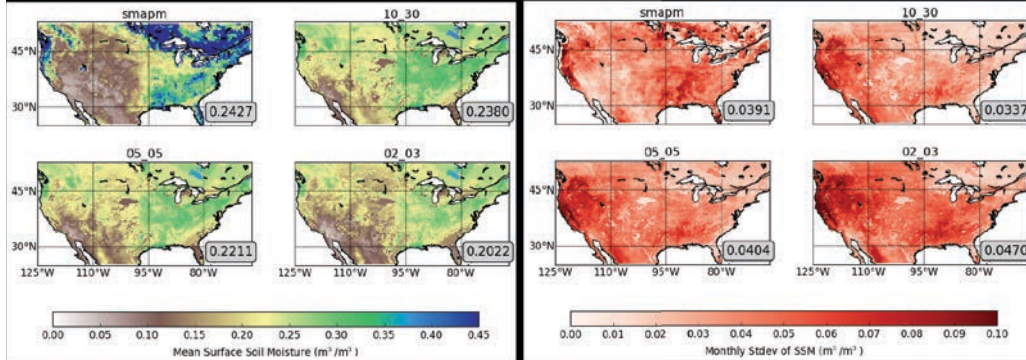 smapm 10_30
45°N
30°N
0.2427 0.2380
05_05 02_03
45°N
30°N
0.2211 0.2022
125°W 110°W 95°W 80°W 125°W 110°W 95°W 80°W
0.00 0.05 0.10 0.15 0.20 0.25 0.30 0.35 0.40 0.45
Mean Surface Soil Moisture (m³/m³)
smapm 10_30
45°N
30°N
0.0391 0.0337
05_05 02_03
45°N
30°N
0.0404 0.0470
125°W 110°W 95°W 80°W 125°W 110°W 95°W 80°W
0.00 0.01 0.02 0.03 0.04 0.05 0.06 0.07 0.08 0.09 0.10
Monthly Stdev of SSM (m³/m³)